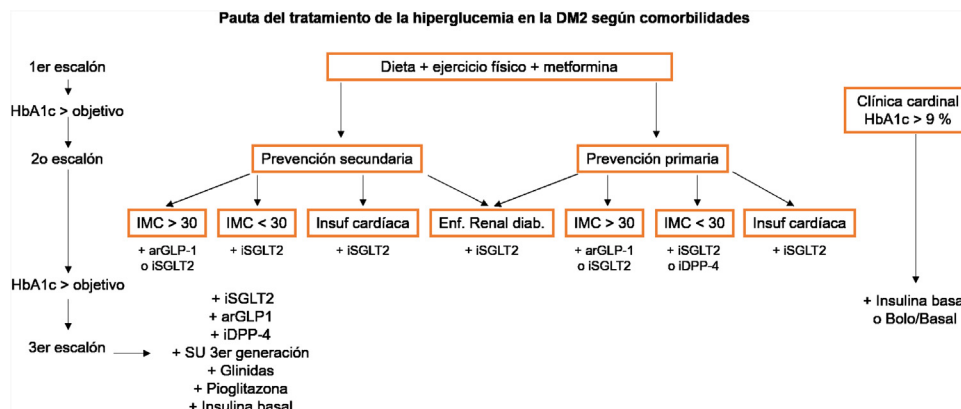 Pauta del tratamiento de la hiperglucemia en la DM2 según comorbilidades
1er escalón
HbA1c > objetivo
2o escalón
HbA1c > objetivo
3er escalón
Dieta + ejercicio físico + metformina
Prevención secundaria
Prevención primaria
IMC > 30
+ arGLP-1
o iSGLT2
IMC < 30
+ iSGLT2
Insuf cardíaca
+ iSGLT2
Enf. Renal diab.
+ iSGLT2
IMC > 30
+ arGLP-1
o iSGLT2
IMC < 30
+ iSGLT2
o iDPP-4
Insuf cardíaca
+ iSGLT2
+ iSGLT2
+ arGLP1
+ iDPP-4
+ SU 3er generación
+ Glinidas
+ Pioglitazona
+ Insulina basal
Clínica cardinal
HbA1c > 9 %
+ Insulina basa
o Bolo/Basal